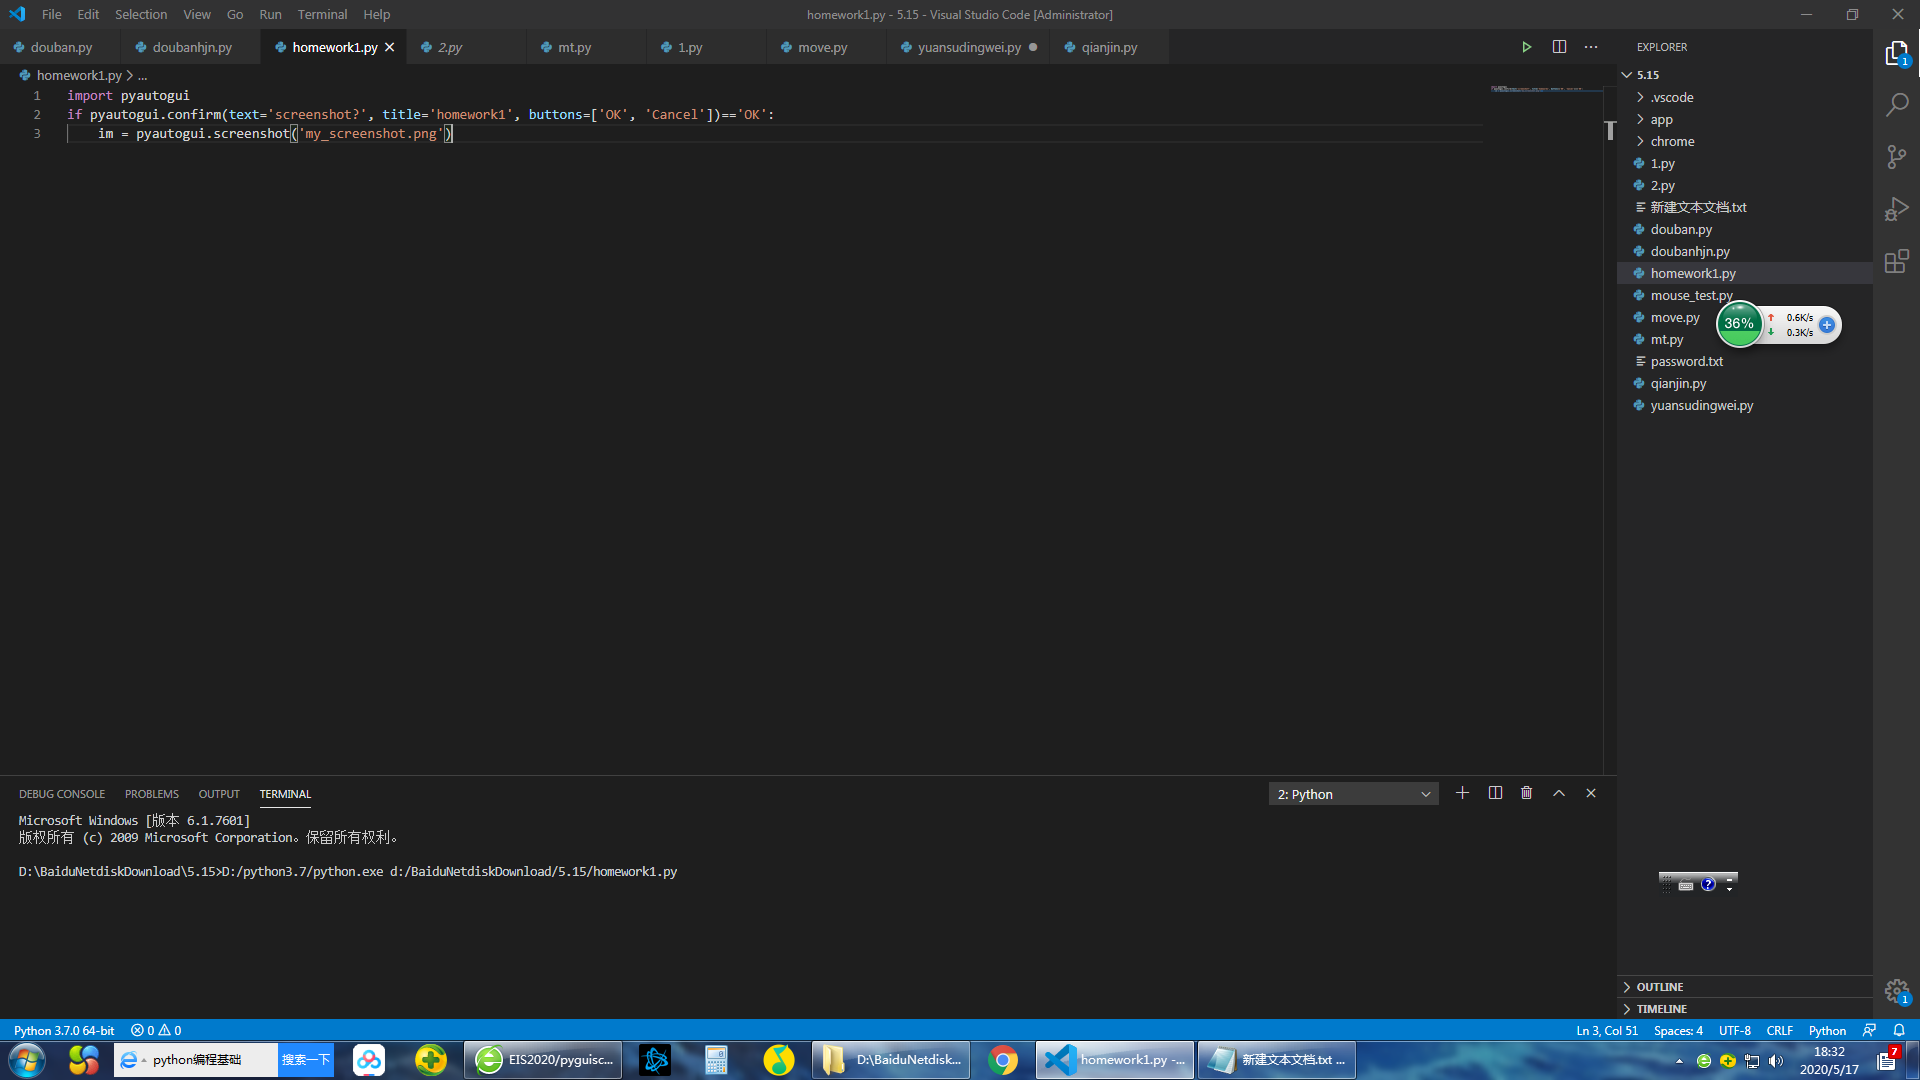 File Edit Selection View Go Run Terminal Help
homework1.py - 5.15 - Visual Studio Code [Administrator]
douban.py doubanhjn.py homework1.py 2.py mt.py 1.py move.py yuansudingwei.py qianjin.py
homework1.py > ...
1 import pyautogui
2 if pyautogui.confirm(text='screenshot?', title='homework1', buttons=['OK', 'Cancel'])=='OK':
3 im = pyautogui.screenshot('my_screenshot.png')
EXPLORER
5.15
.vscode
app
chrome
1.py
2.py
新建文本文档.txt
douban.py
doubanhjn.py
homework1.py
mouse_test.py
move.py
mt.py
password.txt
qianjin.py
yuansudingwei.py
36%
0.6K/s
0.3K/s
1
DEBUG CONSOLE PROBLEMS OUTPUT TERMINAL
2: Python
Microsoft Windows [版本 6.1.7601]
版权所有 (c) 2009 Microsoft Corporation。保留所有权利。
D:\BaiduNetdiskDownload\5.15>D:/python3.7/python.exe d:/BaiduNetdiskDownload/5.15/homework1.py
OUTLINE
TIMELINE
1
Python 3.7.0 64-bit 0 0
Ln 3, Col 51 Spaces: 4 UTF-8 CRLF Python
python编程基础 搜索一下
EIS2020/pyguisc...
D:\BaiduNetdisk...
homework1.py -...
新建文本文档.txt ...
18:32
2020/5/17
7